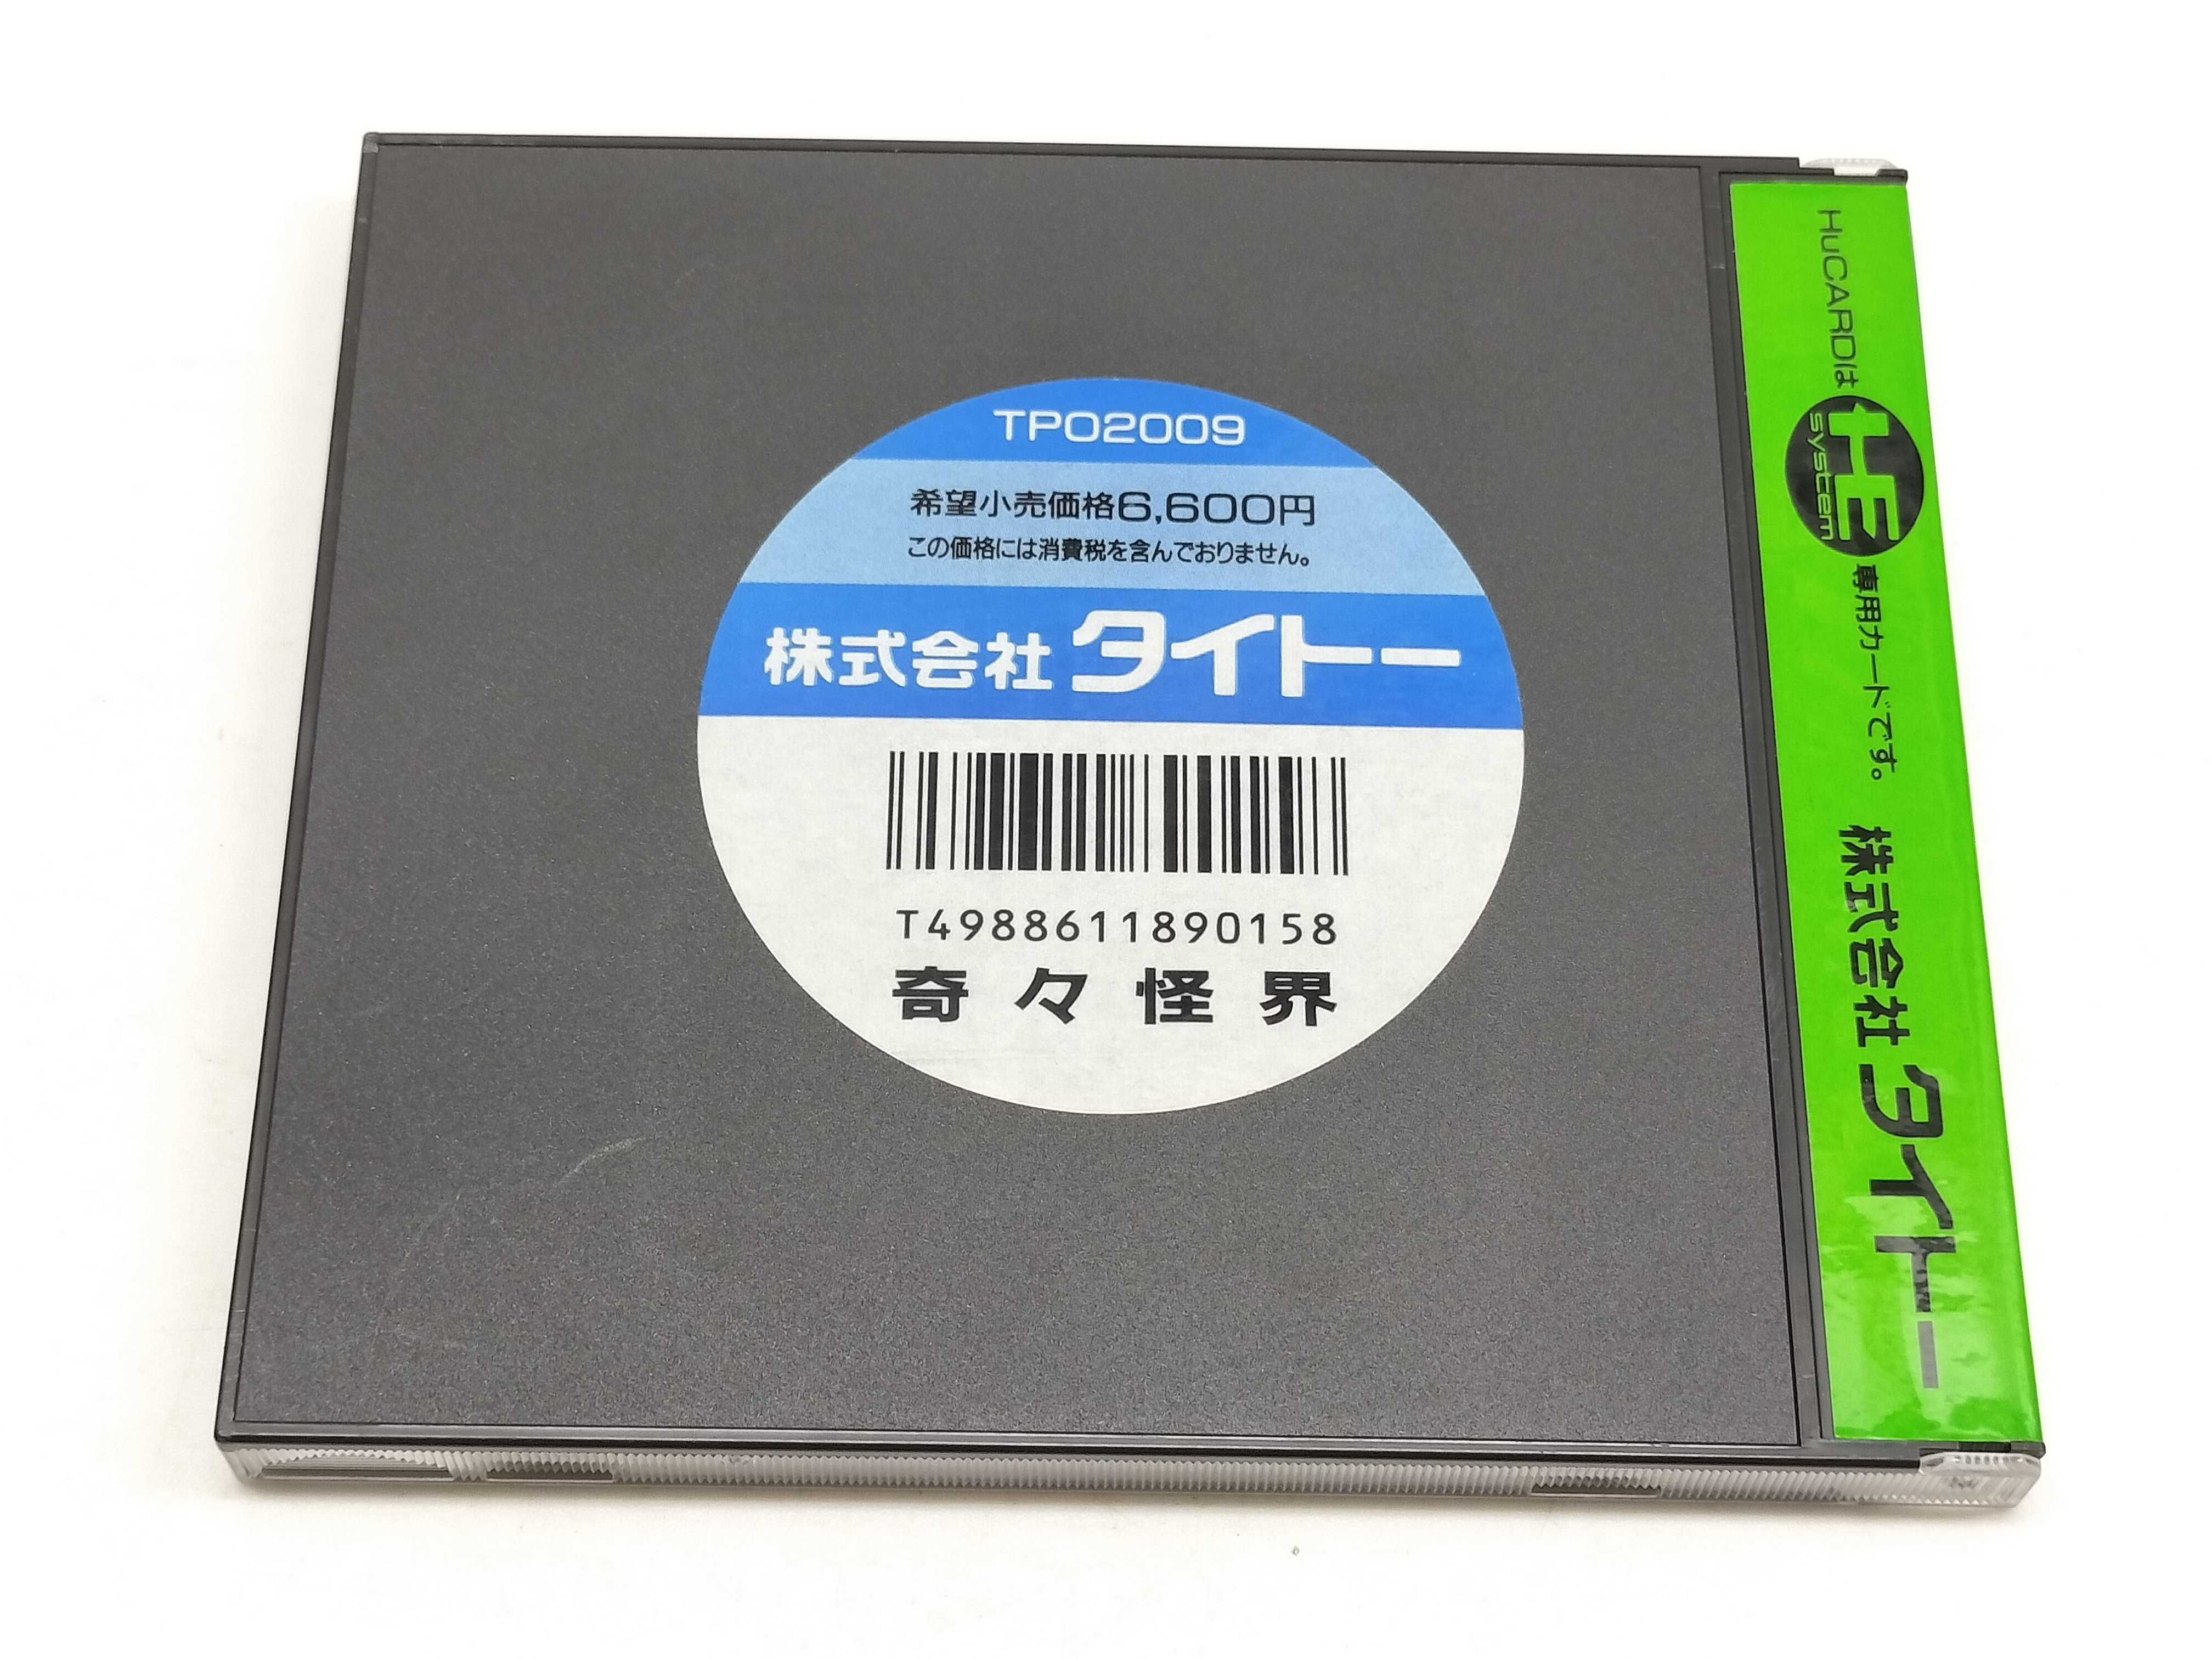 TP02009
希望小売価格6,600円
この価格には消費税を含んでおりません。
株式会社タイトー
T4988611890158
奇々怪界
HuCARDは HE system 専用カードです。 株式会社タイトー